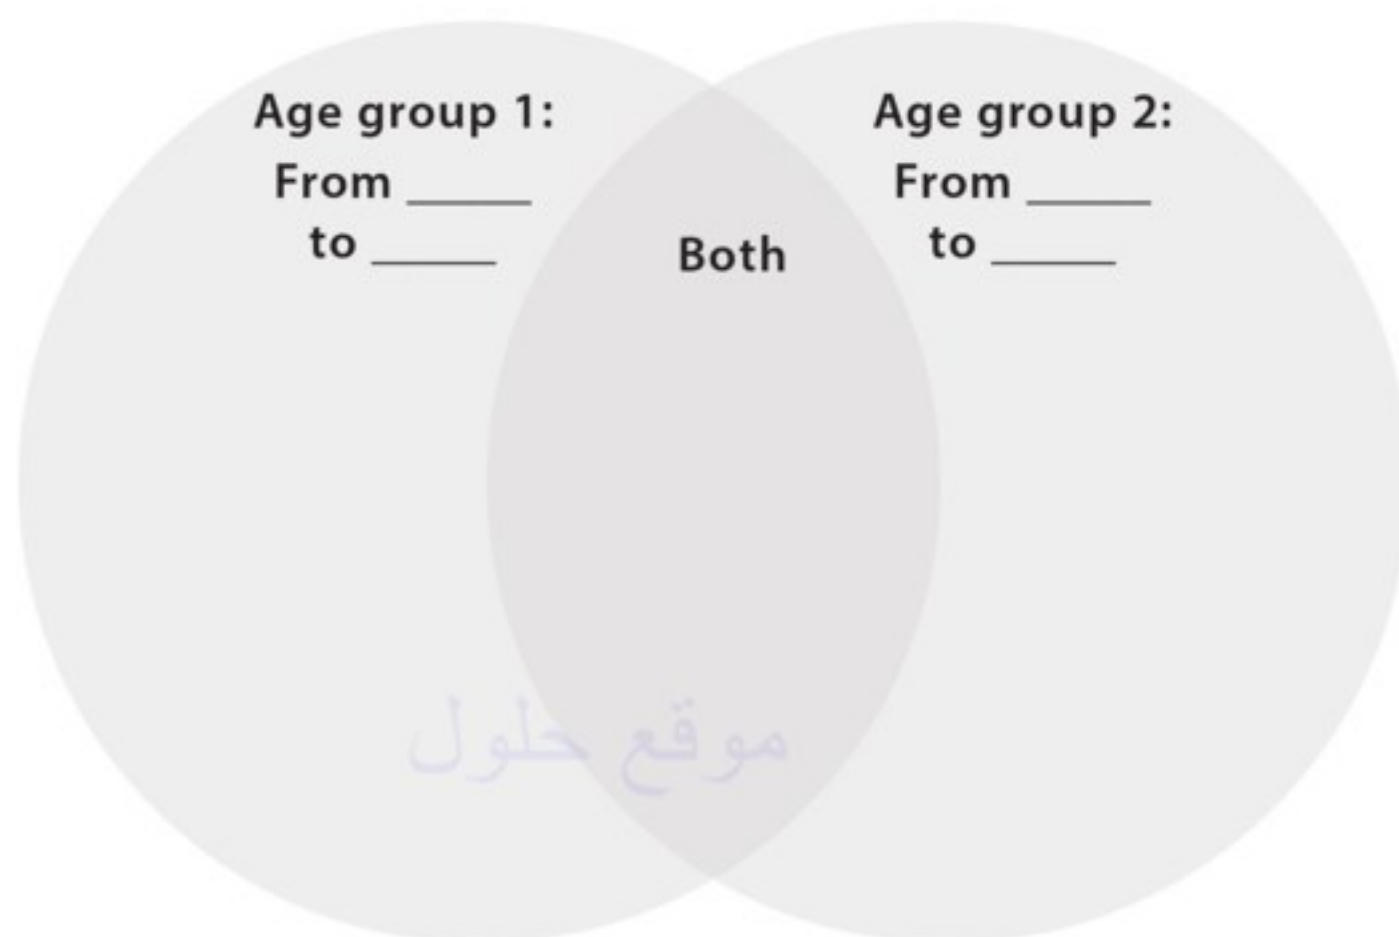 Age group 1:
From _____
to _____
Both
Age group 2:
From _____
to _____
موقع حلول